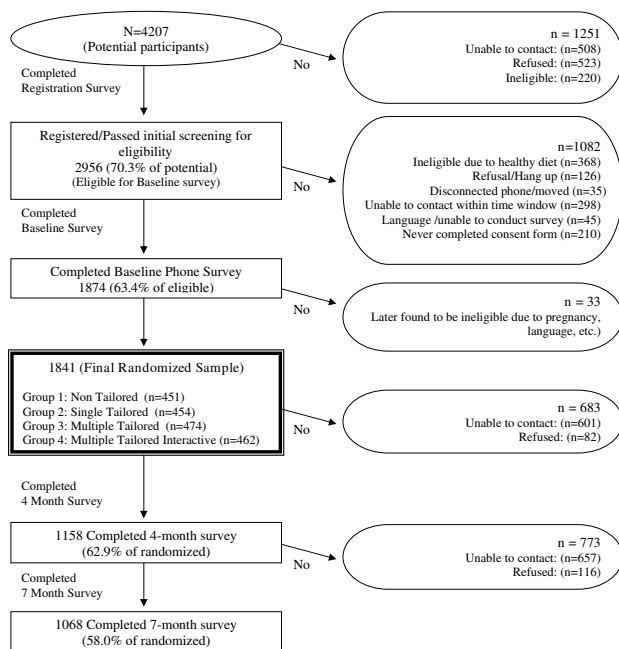 N=4207
(Potential participants)
No
n = 1251
Unable to contact: (n=508)
Refused: (n=523)
Ineligible: (n=220)
Completed
Registration Survey
Registered/Passed initial screening for
eligibility
2956 (70.3% of potential)
(Eligible for Baseline survey)
No
n=1082
Ineligible due to healthy diet (n=368)
Refusal/Hang up (n=126)
Disconnected phone/moved (n=35)
Unable to contact within time window (n=298)
Language /unable to conduct survey (n=45)
Never completed consent form (n=210)
Completed
Baseline Survey
Completed Baseline Phone Survey
1874 (63.4% of eligible)
No
n = 33
Later found to be ineligible due to pregnancy,
language, etc.)
1841 (Final Randomized Sample)
Group 1: Non Tailored (n=451)
Group 2: Single Tailored (n=454)
Group 3: Multiple Tailored (n=474)
Group 4: Multiple Tailored Interactive (n=462)
No
n = 683
Unable to contact: (n=601)
Refused: (n=82)
Completed
4 Month Survey
1158 Completed 4-month survey
(62.9% of randomized)
No
n = 773
Unable to contact: (n=657)
Refused: (n=116)
Completed
7 Month Survey
1068 Completed 7-month survey
(58.0% of randomized)